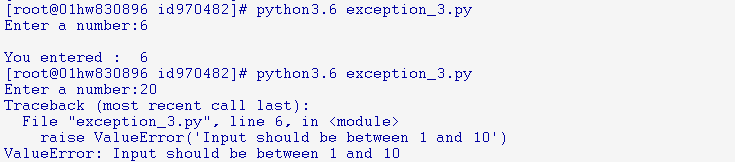 [root@01hw830896 id970482]# python3.6 exception_3.py
Enter a number:6
You entered :  6
[root@01hw830896 id970482]# python3.6 exception_3.py
Enter a number:20
Traceback (most recent call last):
  File "exception_3.py", line 6, in <module>
    raise ValueError('Input should be between 1 and 10')
ValueError: Input should be between 1 and 10